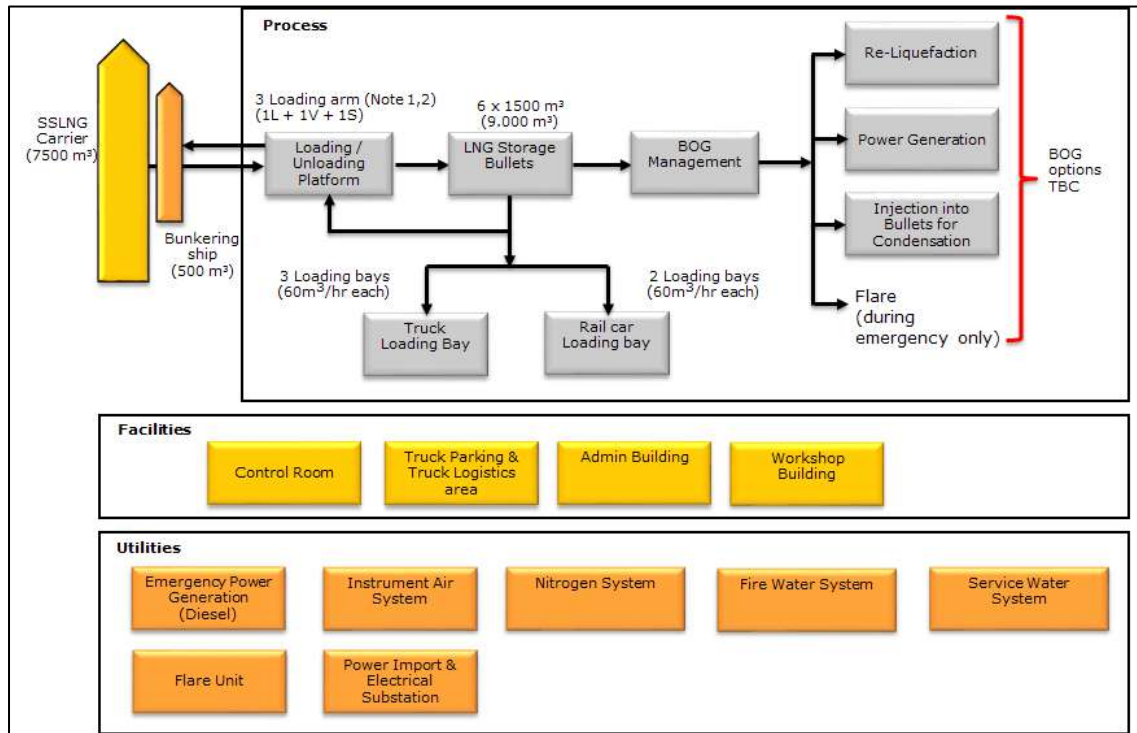 Process
SSLNG
Carrier
(7500 m³)
Bunkering
ship
(500 m³)
3 Loading arm (Note 1,2)
(1L + 1V + 1S)
Loading /
Unloading
Platform
6 x 1500 m³
(9.000 m³)
LNG Storage
Bullets
BOG
Management
Re-Liquefaction
Power Generation
Injection into
Bullets for
Condensation
Flare
(during
emergency only)
BOG
options
TBC
3 Loading bays
(60m³/hr each)
2 Loading bays
(60m³/hr each)
Truck
Loading Bay
Rail car
Loading bay
Facilities
Control Room
Truck Parking &
Truck Logistics
area
Admin Building
Workshop
Building
Utilities
Emergency Power
Generation
(Diesel)
Instrument Air
System
Nitrogen System
Fire Water System
Service Water
System
Flare Unit
Power Import &
Electrical
Substation